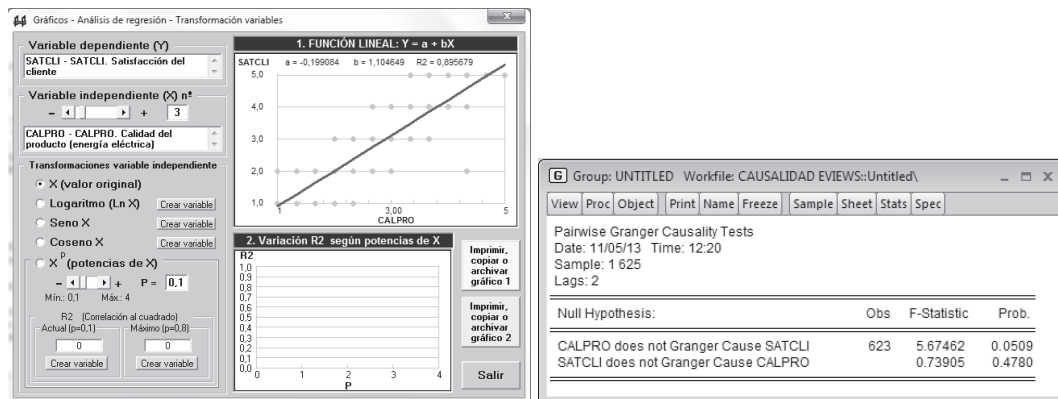 Gráficos - Análisis de regresión - Transformación variables
Variable dependiente (Y)
SATCLI - SATCLI. Satisfacción del
cliente
Variable independiente (X) nº
- + 3
CALPRO - CALPRO. Calidad del
producto (energía eléctrica)
Transformaciones variable independiente
X (valor original)
Logaritmo (Ln X) Crear variable
Seno X Crear variable
Coseno X Crear variable
X^p (potencias de X)
- + P = 0,1
Mín.: 0,1 Máx.: 4
R2 (Correlación al cuadrado)
Actual (p=0,1) Máximo (p=0,8)
0 0
Crear variable Crear variable
1. FUNCIÓN LINEAL: Y = a + bX
SATCLI a = -0,199084 b = 1,104649 R2 = 0,895679
5,0
4,0
3,0
2,0
1,0
1 3,00 5
CALPRO
2. Variación R2 según potencias de X
R2
1,0
0,9
0,8
0,7
0,6
0,5
0,4
0,3
0,2
0,1
0,0
0 1 2 3 4
P
Imprimir,
copiar o
archivar
gráfico 1
Imprimir,
copiar o
archivar
gráfico 2
Salir
G Group: UNTITLED Workfile: CAUSALIDAD EVIEWS::Untitled\
View Proc Object Print Name Freeze Sample Sheet Stats Spec
Pairwise Granger Causality Tests
Date: 11/05/13 Time: 12:20
Sample: 1 625
Lags: 2
Null Hypothesis: Obs F-Statistic Prob.
CALPRO does not Granger Cause SATCLI 623 5.67462 0.0509
SATCLI does not Granger Cause CALPRO 0.73905 0.4780